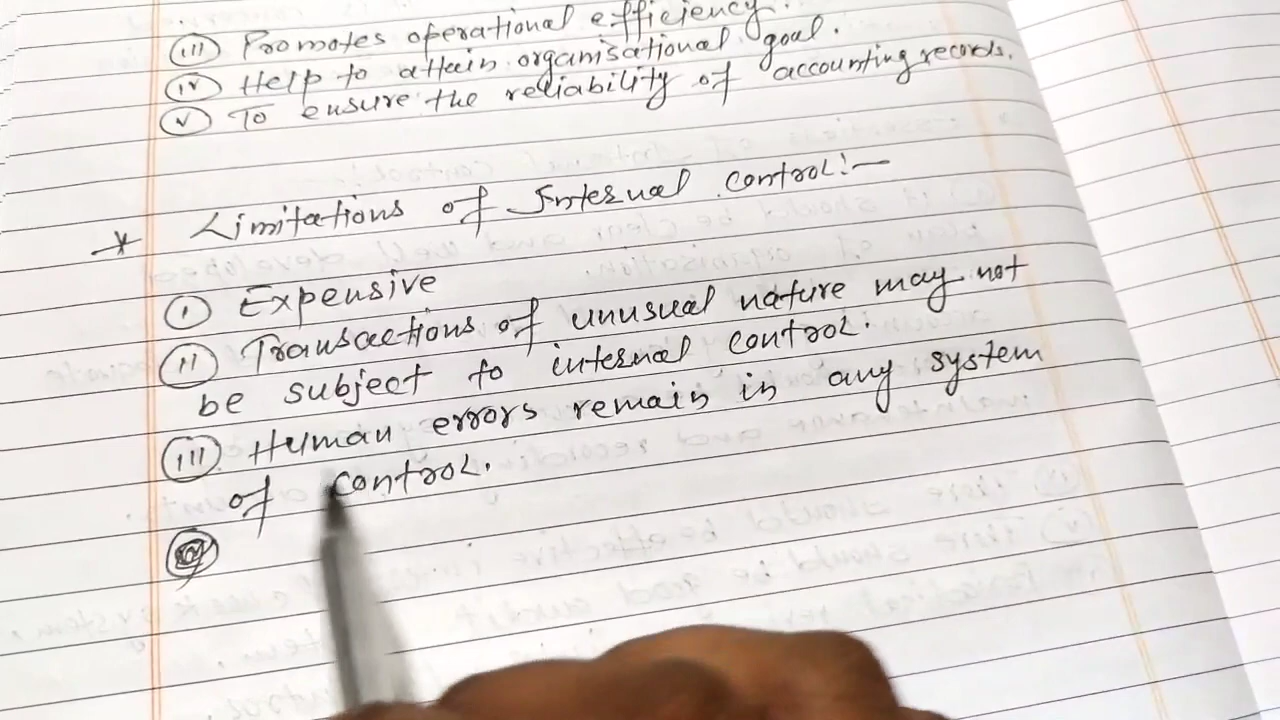 (iii) Promotes operational efficiency.
(iv) Help to attain organisational goal.
(v) To ensure the reliability of accounting records.
* Limitations of Internal control:-
(i) Expensive
(ii) Transactions of unusual nature may not
be subject to internal control.
(iii) Human errors remain in any system
of control.